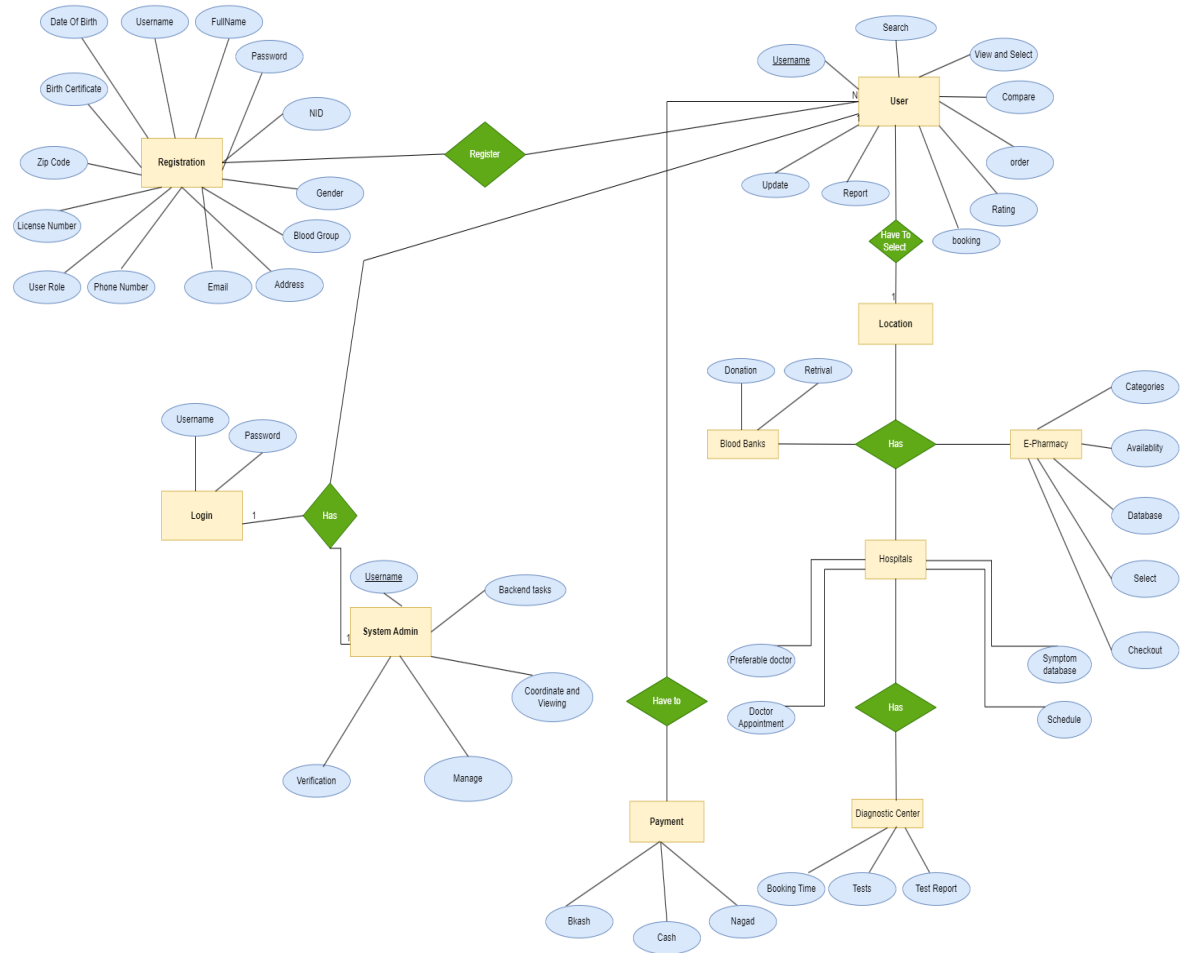 Date Of Birth
Username
FullName
Password
Birth Certificate
NID
Registration
Zip Code
Gender
License Number
Blood Group
User Role
Phone Number
Email
Address
Register
Search
Username
View and Select
N
User
Compare
1
order
Update
Report
Rating
booking
Have To
Select
1
Location
Donation
Retrival
Categories
Blood Banks
Has
E-Pharmacy
Availablity
Database
Hospitals
Select
Checkout
Preferable doctor
Symptom
database
Doctor
Appointment
Has
Schedule
Diagnostic Center
Booking Time
Tests
Test Report
Username
Password
Login
1
Has
Username
Backend tasks
1
System Admin
Coordinate and
Viewing
Verification
Manage
Have to
Payment
Bkash
Cash
Nagad